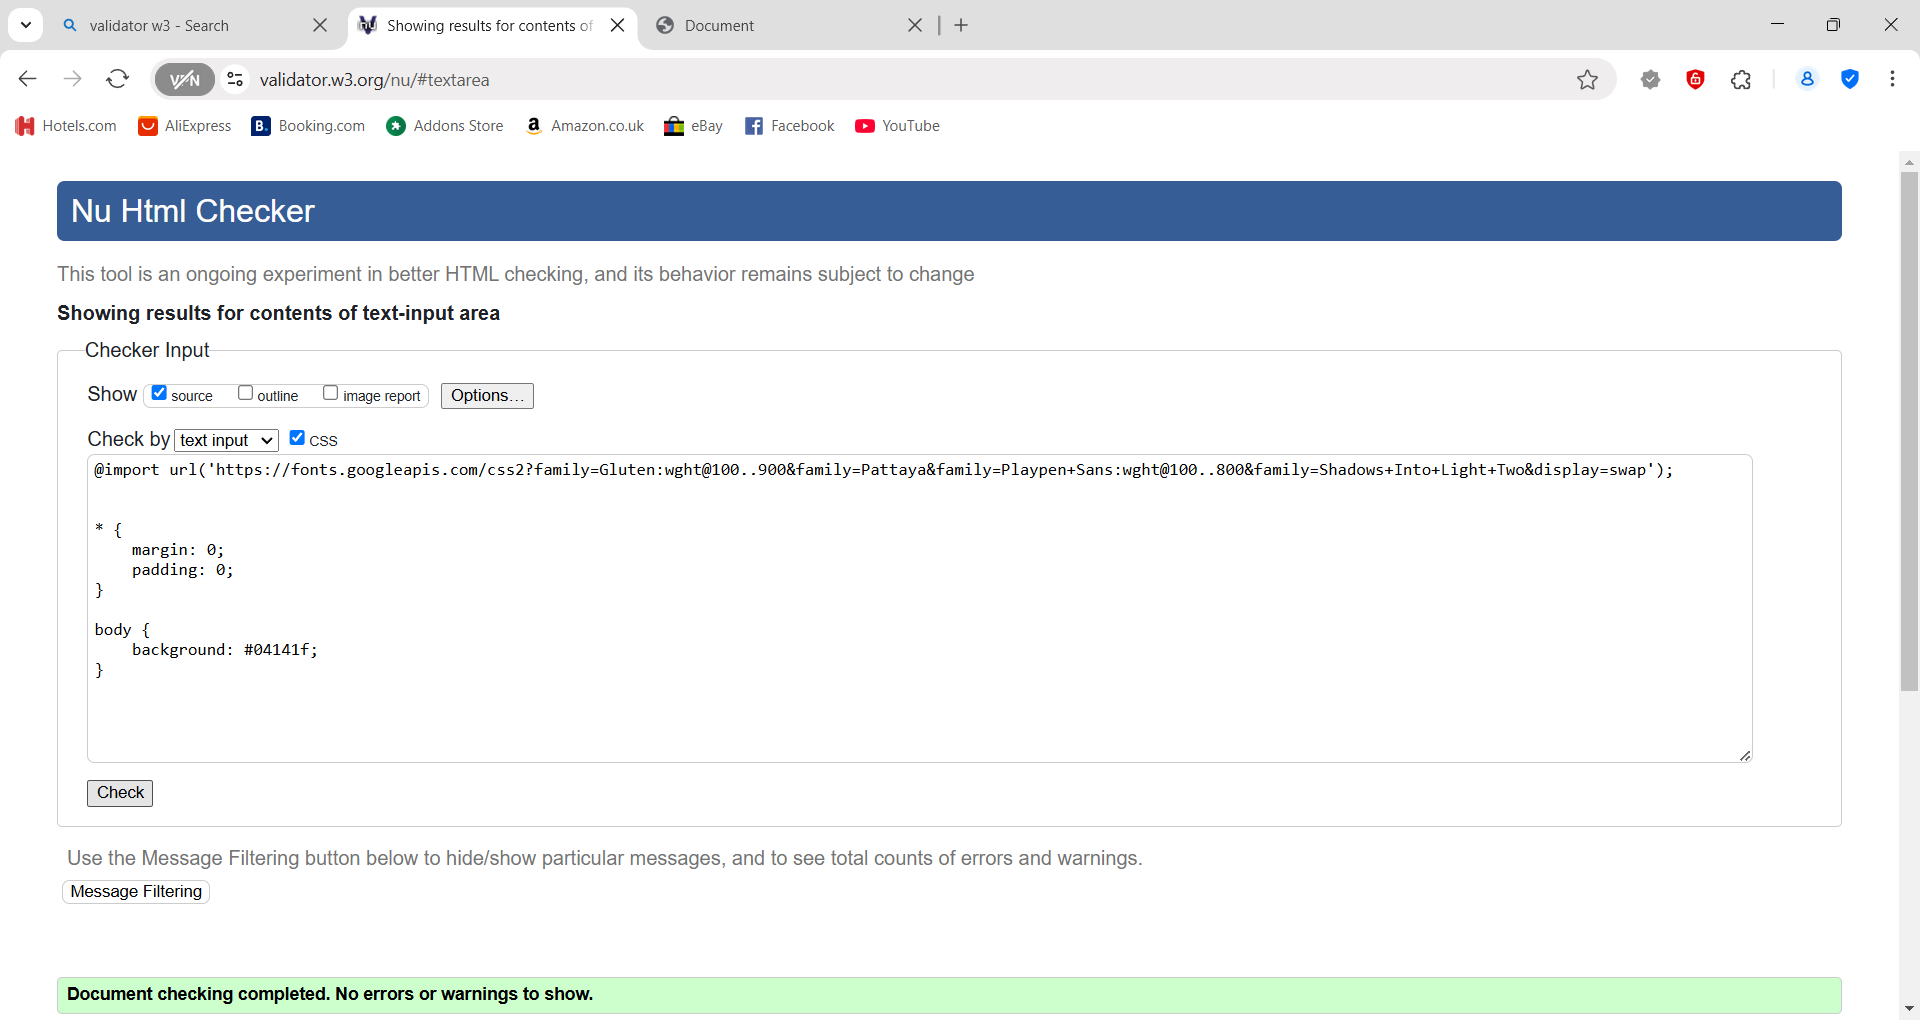 validator w3 - Search
Showing results for contents of
Document
VPN
validator.w3.org/nu/#textarea
Hotels.com
AliExpress
B. Booking.com
Addons Store
a Amazon.co.uk
eBay
Facebook
YouTube
Nu Html Checker
This tool is an ongoing experiment in better HTML checking, and its behavior remains subject to change
Showing results for contents of text-input area
Checker Input
Show source outline image report Options...
Check by text input CSS
@import url('https://fonts.googleapis.com/css2?family=Gluten:wght@100..900&family=Pattaya&family=Playpen+Sans:wght@100..800&family=Shadows+Into+Light+Two&display=swap');
* {
margin: 0;
padding: 0;
}
body {
background: #04141f;
}
Check
Use the Message Filtering button below to hide/show particular messages, and to see total counts of errors and warnings.
Message Filtering
Document checking completed. No errors or warnings to show.